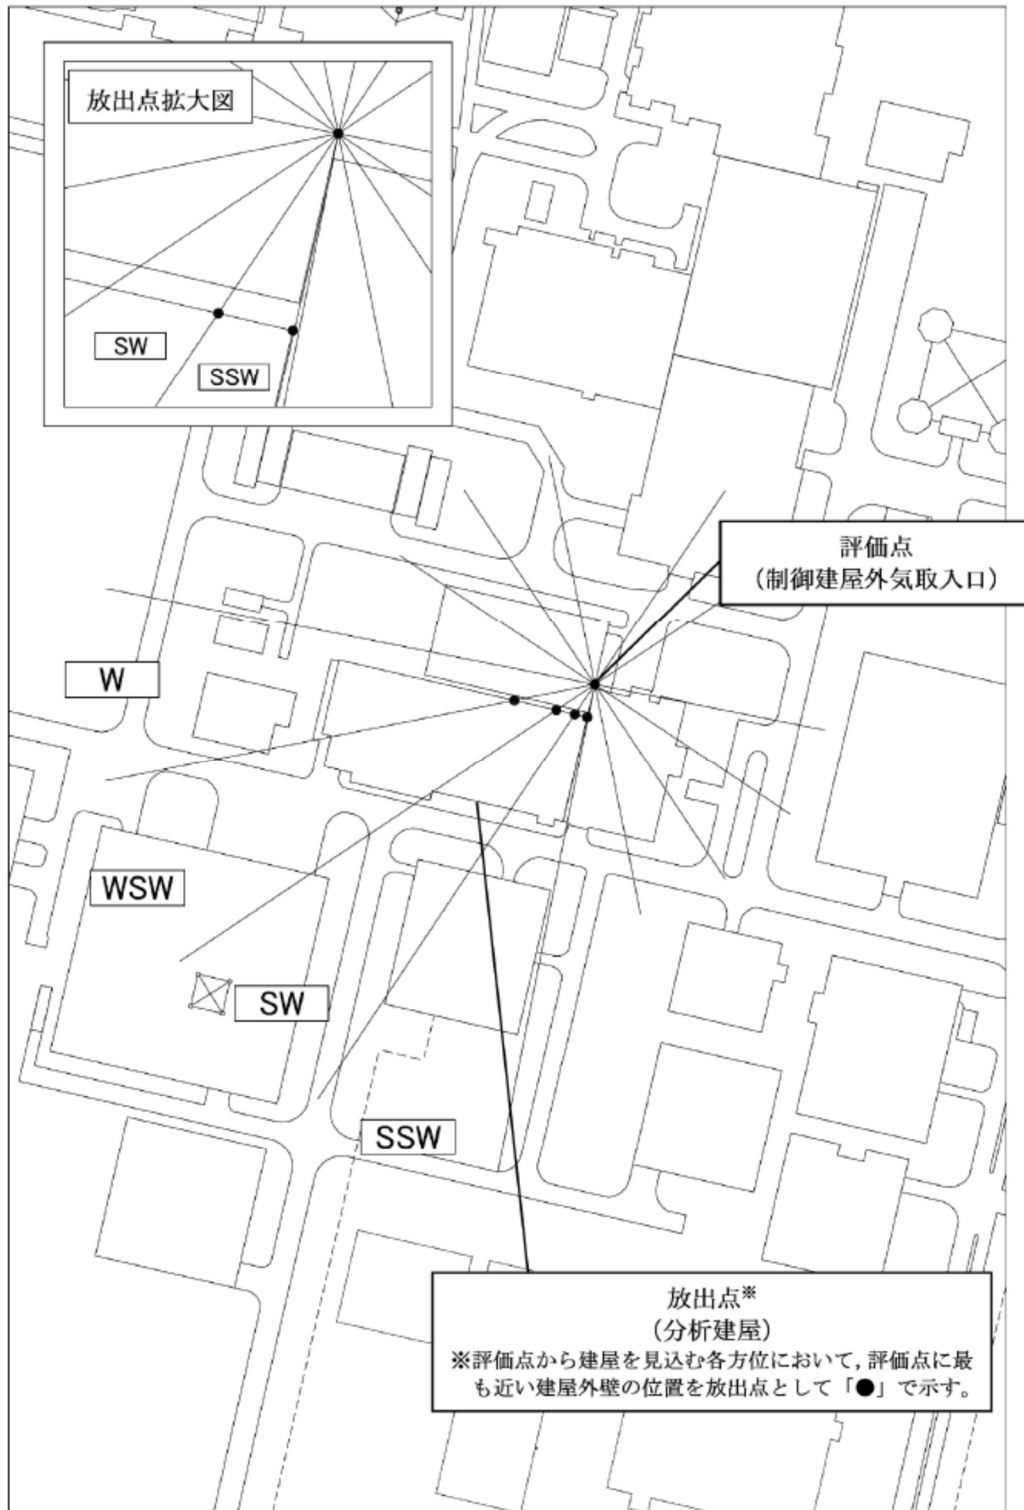 放出点拡大図
SW
SSW
評価点
（制御建屋外気取入口）
W
WSW
SW
SSW
放出点※
（分析建屋）
※評価点から建屋を見込む各方位において，評価点に最
も近い建屋外壁の位置を放出点として「●」で示す。